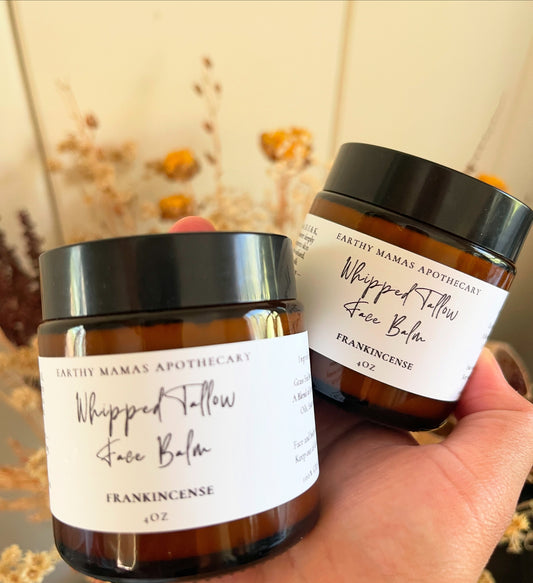 EARTHY MAMAS APOTHECARY
Whipped Tallow
Face Balm
FRANKINCENSE
4OZ
EARTHY MAMAS APOTHECARY
Whipped Tallow
Face Balm
FRANKINCENSE
4OZ